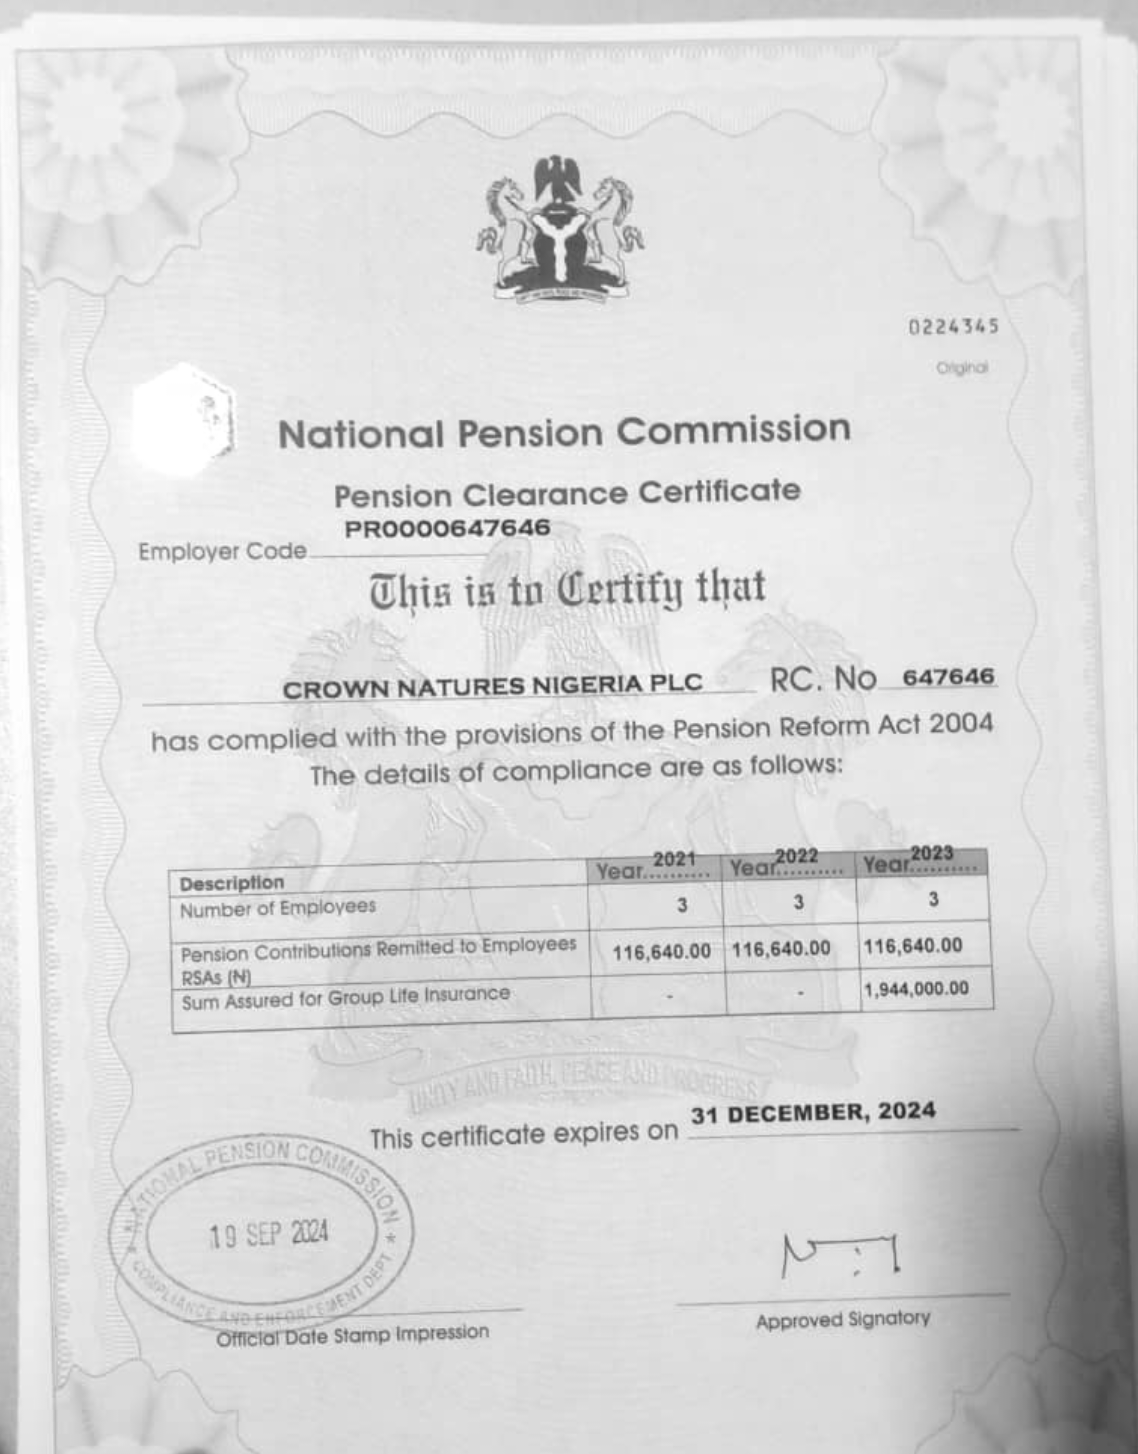 0224345
Original
National Pension Commission
Pension Clearance Certificate
PR0000647646
Employer Code
This is to Certify that
CROWN NATURES NIGERIA PLC RC. No 647646
has complied with the provisions of the Pension Reform Act 2004
The details of compliance are as follows:
Description Year..........2021 Year..........2022 Year..........2023
Number of Employees 3 3 3
Pension Contributions Remitted to Employees RSAs (N) 116,640.00 116,640.00 116,640.00
Sum Assured for Group Life Insurance - - 1,944,000.00
UNITY AND FAITH, PEACE AND PROGRESS
This certificate expires on 31 DECEMBER, 2024
* NATIONAL PENSION COMMISSION *
19 SEP 2024
COMPLIANCE AND ENFORCEMENT DEPT.
Official Date Stamp Impression
Approved Signatory